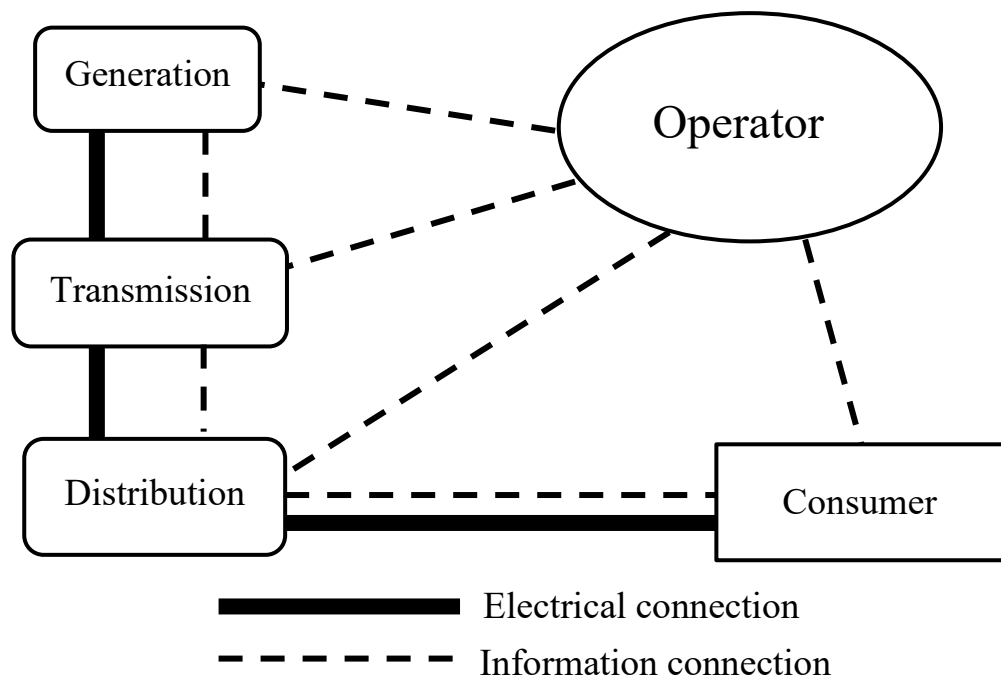 Generation
Operator
Transmission
Distribution
Consumer
Electrical connection
Information connection